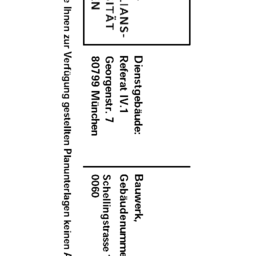 LIANS-
ITÄT
N
Dienstgebäude:
Referat IV.1
Georgenstr. 7
80799 München
Bauwerk,
Gebäudenumme
Schellingstrasse
0060
e Ihnen zur Verfügung gestellten Planunterlagen keinen A